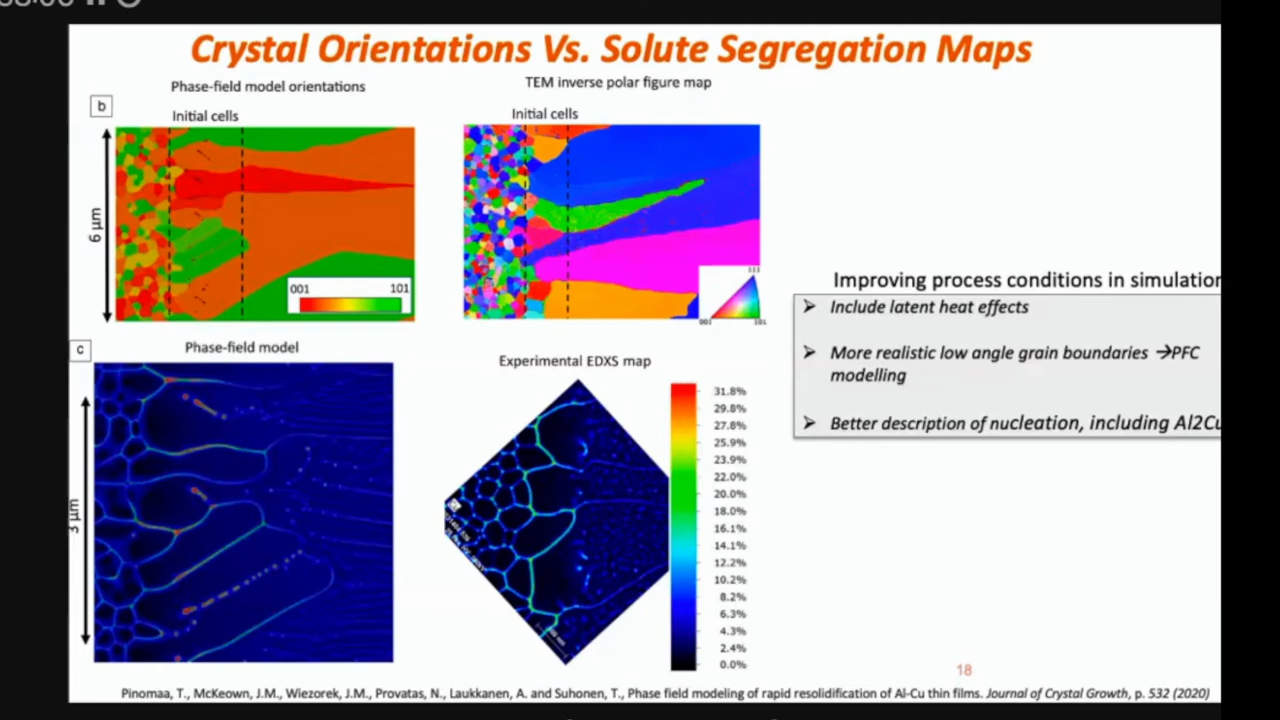 Crystal Orientations Vs. Solute Segregation Maps
Phase-field model orientations
TEM inverse polar figure map
b
Initial cells
Initial cells
6 μm
001 101
111
001 101
Improving process conditions in simulation
Include latent heat effects
More realistic low angle grain boundaries →PFC
modelling
Better description of nucleation, including Al2Cu
c
Phase-field model
Experimental EDXS map
3 μm
31.8%
29.8%
27.8%
25.9%
23.9%
22.0%
20.0%
18.0%
16.1%
14.1%
12.2%
10.2%
8.2%
6.3%
4.3%
2.4%
0.0%
18
Pinomaa, T., McKeown, J.M., Wiezorek, J.M., Provatas, N., Laukkanen, A. and Suhonen, T., Phase field modeling of rapid resolidification of Al-Cu thin films. Journal of Crystal Growth, p. 532 (2020)